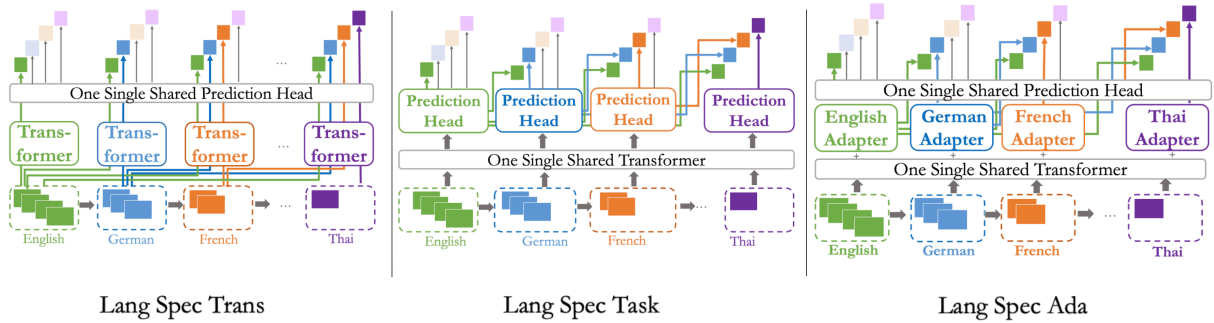 One Single Shared Prediction Head
Trans-
former
Trans-
former
Trans-
former
...
Trans-
former
...
English
German
French
...
Thai
Lang Spec Trans
Prediction
Head
Prediction
Head
Prediction
Head
Prediction
Head
One Single Shared Transformer
English
German
French
...
Thai
Lang Spec Task
One Single Shared Prediction Head
English
Adapter
German
Adapter
French
Adapter
Thai
Adapter
+
+
+
+
One Single Shared Transformer
English
German
French
...
Thai
Lang Spec Ada